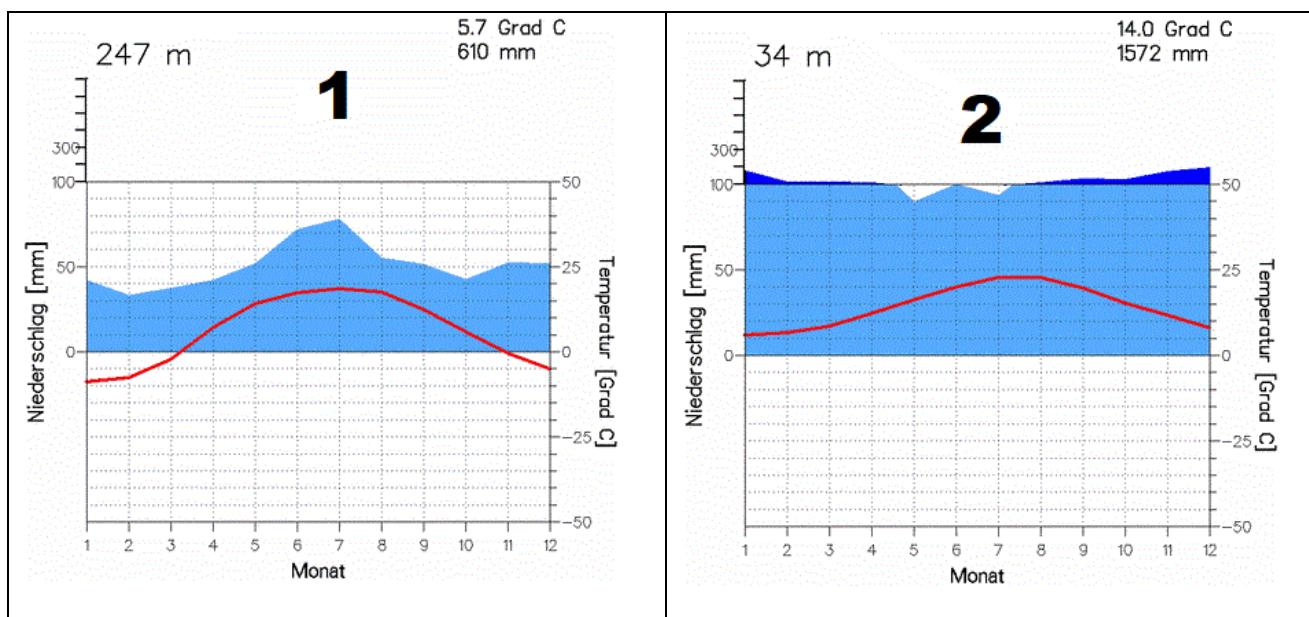 247 m
5.7 Grad C
610 mm
1
300
100
50
0
Niederschlag [mm]
50
25
0
-25
-50
Temperatur [Grad C]
1 2 3 4 5 6 7 8 9 10 11 12
Monat
34 m
14.0 Grad C
1572 mm
2
300
100
50
0
Niederschlag [mm]
50
25
0
-25
-50
Temperatur [Grad C]
1 2 3 4 5 6 7 8 9 10 11 12
Monat